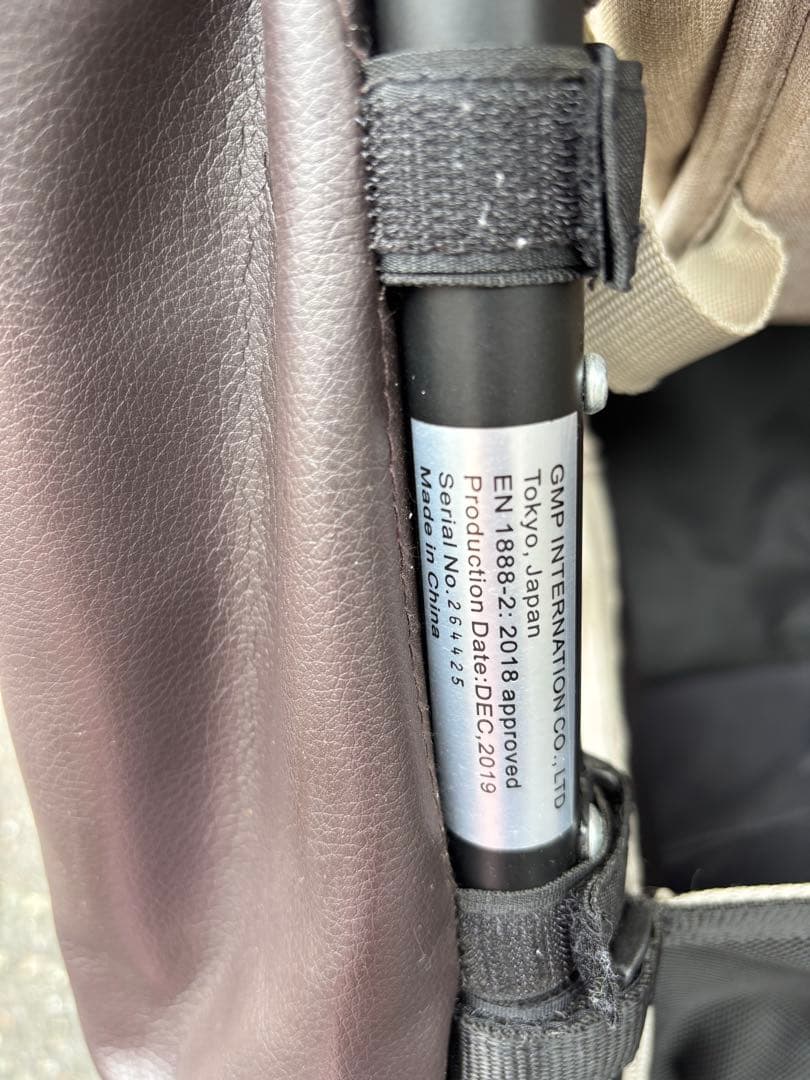 GMP INTERNATION CO.,LTD
Tokyo, Japan
EN 1888-2: 2018 approved
Production Date:DEC,2019
Serial No.264425
Made in China